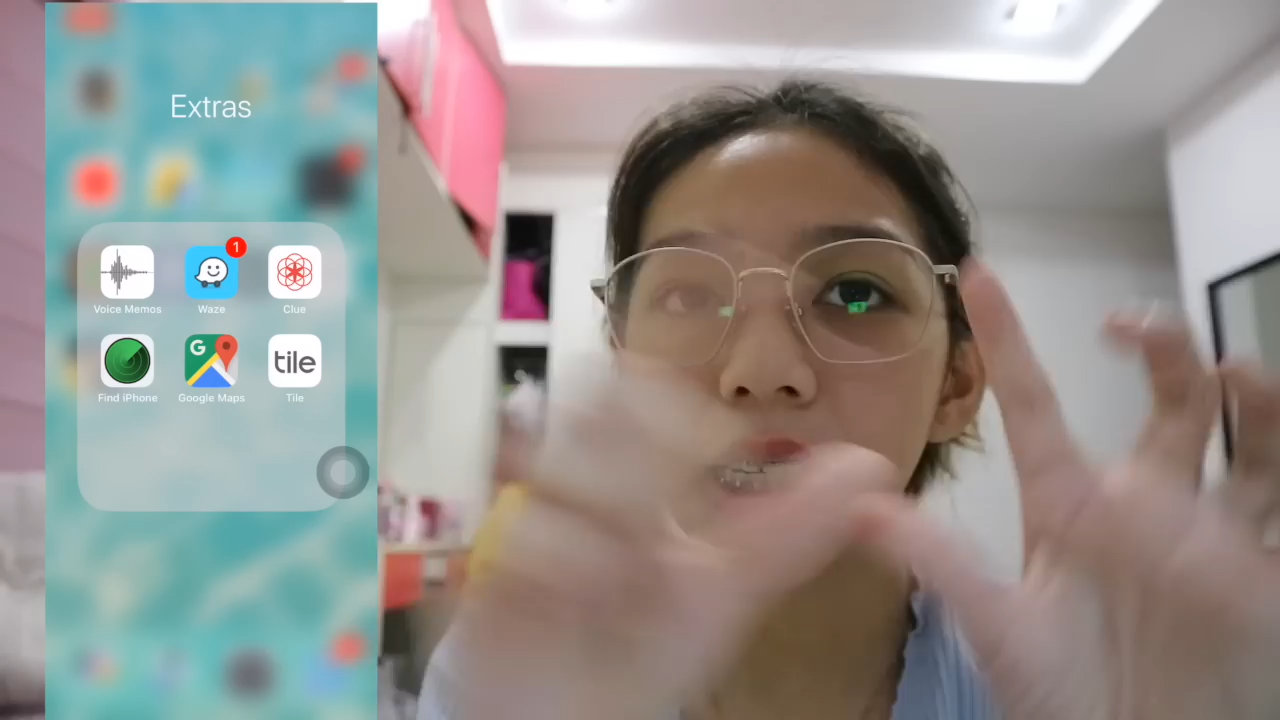 Extras
1
Voice Memos
Waze
Clue
G
tile
Find iPhone
Google Maps
Tile